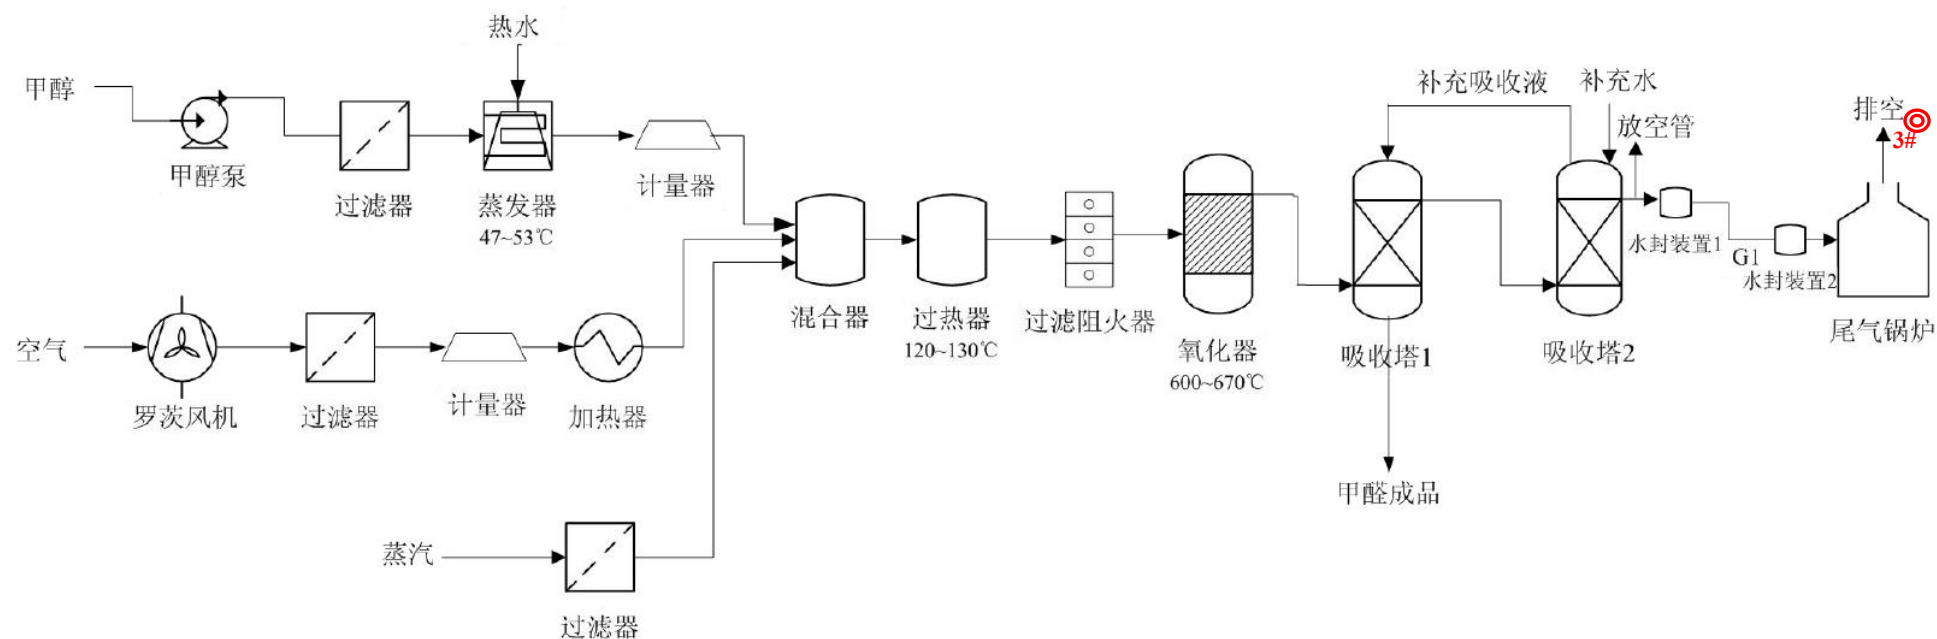 热水
甲醇
甲醇泵
过滤器
蒸发器
47~53℃
计量器
补充吸收液
补充水
放空管
排空
3#
水封装置1
G1
水封装置2
尾气锅炉
混合器
过热器
120~130℃
过滤阻火器
氧化器
600~670℃
吸收塔1
吸收塔2
空气
罗茨风机
过滤器
计量器
加热器
甲醛成品
蒸汽
过滤器